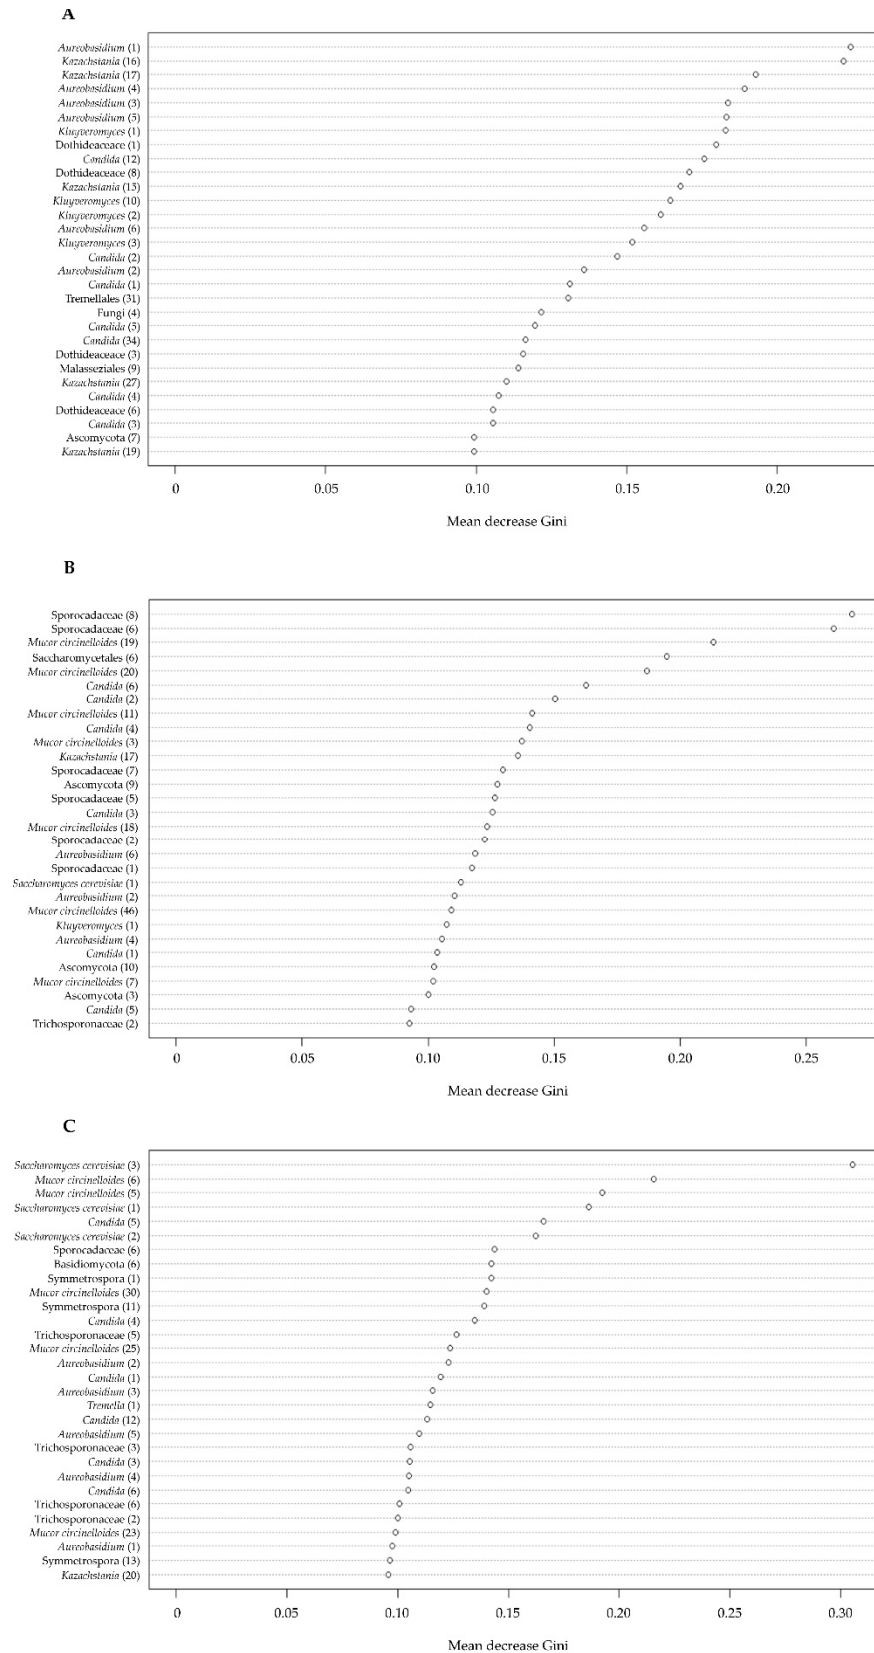 A
Aureobasidium (1)
Kazachstania (16)
Kazachstania (17)
Aureobasidium (4)
Aureobasidium (3)
Aureobasidium (5)
Kluyveromyces (1)
Dothideaceace (1)
Candida (12)
Dothideaceace (8)
Kazachstania (13)
Kluyveromyces (10)
Kluyveromyces (2)
Aureobasidium (6)
Kluyveromyces (3)
Candida (2)
Aureobasidium (2)
Candida (1)
Tremellales (31)
Fungi (4)
Candida (5)
Candida (34)
Dothideaceace (3)
Malasseziales (9)
Kazachstania (27)
Candida (4)
Dothideaceace (6)
Candida (3)
Ascomycota (7)
Kazachstania (19)
0 0.05 0.10 0.15 0.20
Mean decrease Gini
B
Sporocadaceae (8)
Sporocadaceae (6)
Mucor circinelloides (19)
Saccharomycetales (6)
Mucor circinelloides (20)
Candida (6)
Candida (2)
Mucor circinelloides (11)
Candida (4)
Mucor circinelloides (3)
Kazachstania (17)
Sporocadaceae (7)
Ascomycota (9)
Sporocadaceae (5)
Candida (3)
Mucor circinelloides (18)
Sporocadaceae (2)
Aureobasidium (6)
Sporocadaceae (1)
Saccharomyces cerevisiae (1)
Aureobasidium (2)
Mucor circinelloides (46)
Kluyveromyces (1)
Aureobasidium (4)
Candida (1)
Ascomycota (10)
Mucor circinelloides (7)
Ascomycota (3)
Candida (5)
Trichosporonaceae (2)
0 0.05 0.10 0.15 0.20 0.25
Mean decrease Gini
C
Saccharomyces cerevisiae (3)
Mucor circinelloides (6)
Mucor circinelloides (5)
Saccharomyces cerevisiae (1)
Candida (5)
Saccharomyces cerevisiae (2)
Sporocadaceae (6)
Basidiomycota (6)
Symmetrospora (1)
Mucor circinelloides (30)
Symmetrospora (11)
Candida (4)
Trichosporonaceae (5)
Mucor circinelloides (25)
Aureobasidium (2)
Candida (1)
Aureobasidium (3)
Tremella (1)
Candida (12)
Aureobasidium (5)
Trichosporonaceae (3)
Candida (3)
Aureobasidium (4)
Candida (6)
Trichosporonaceae (6)
Trichosporonaceae (2)
Mucor circinelloides (23)
Aureobasidium (1)
Symmetrospora (13)
Kazachstania (20)
0 0.05 0.10 0.15 0.20 0.25 0.30
Mean decrease Gini